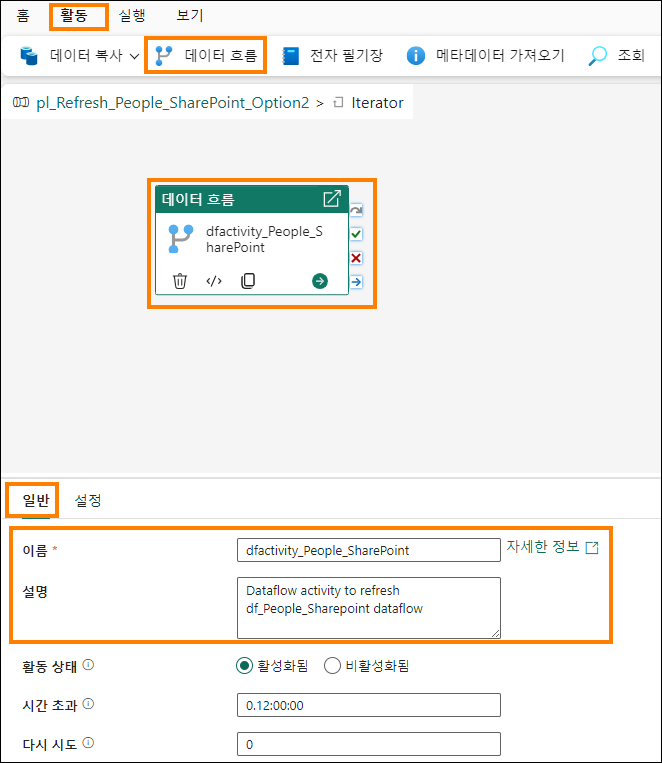 홈 활동 실행 보기
데이터 복사 데이터 흐름 전자 필기장 메타데이터 가져오기 조회
pl_Refresh_People_SharePoint_Option2 > Iterator
데이터 흐름
dfactivity_People_S
harePoint
일반 설정
이름 * dfactivity_People_SharePoint 자세한 정보
설명 Dataflow activity to refresh
df_People_Sharepoint dataflow
활동 상태 활성화됨 비활성화됨
시간 초과 0.12:00:00
다시 시도 0